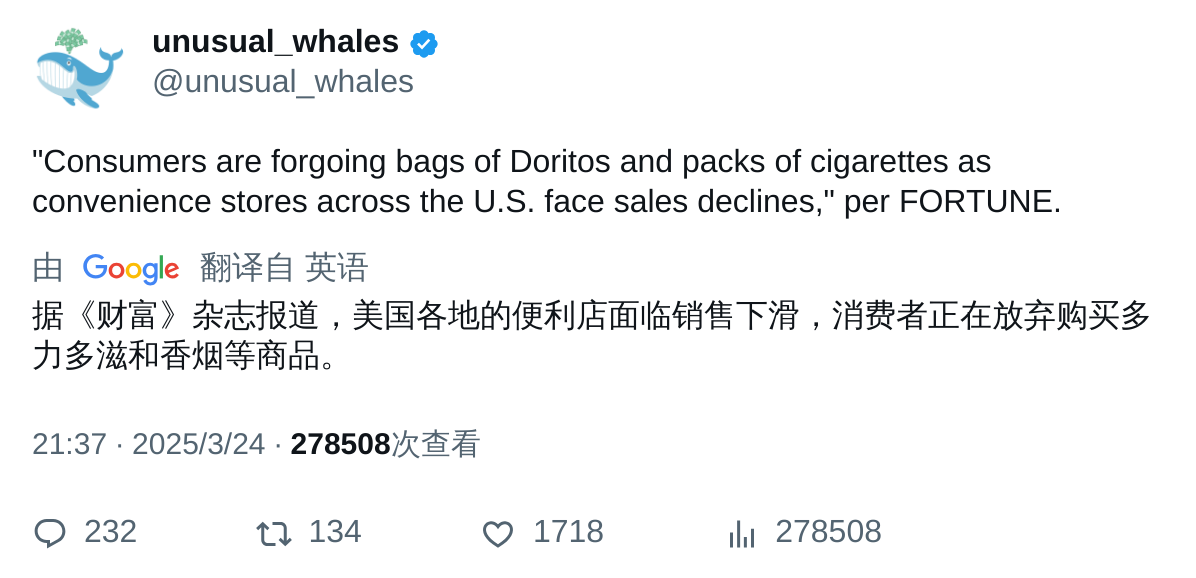 unusual_whales
@unusual_whales
"Consumers are forgoing bags of Doritos and packs of cigarettes as
convenience stores across the U.S. face sales declines," per FORTUNE.
由 Google 翻译自 英语
据《财富》杂志报道，美国各地的便利店面临销售下滑，消费者正在放弃购买多
力多滋和香烟等商品。
21:37 · 2025/3/24 · 278508次查看
232 134 1718 278508